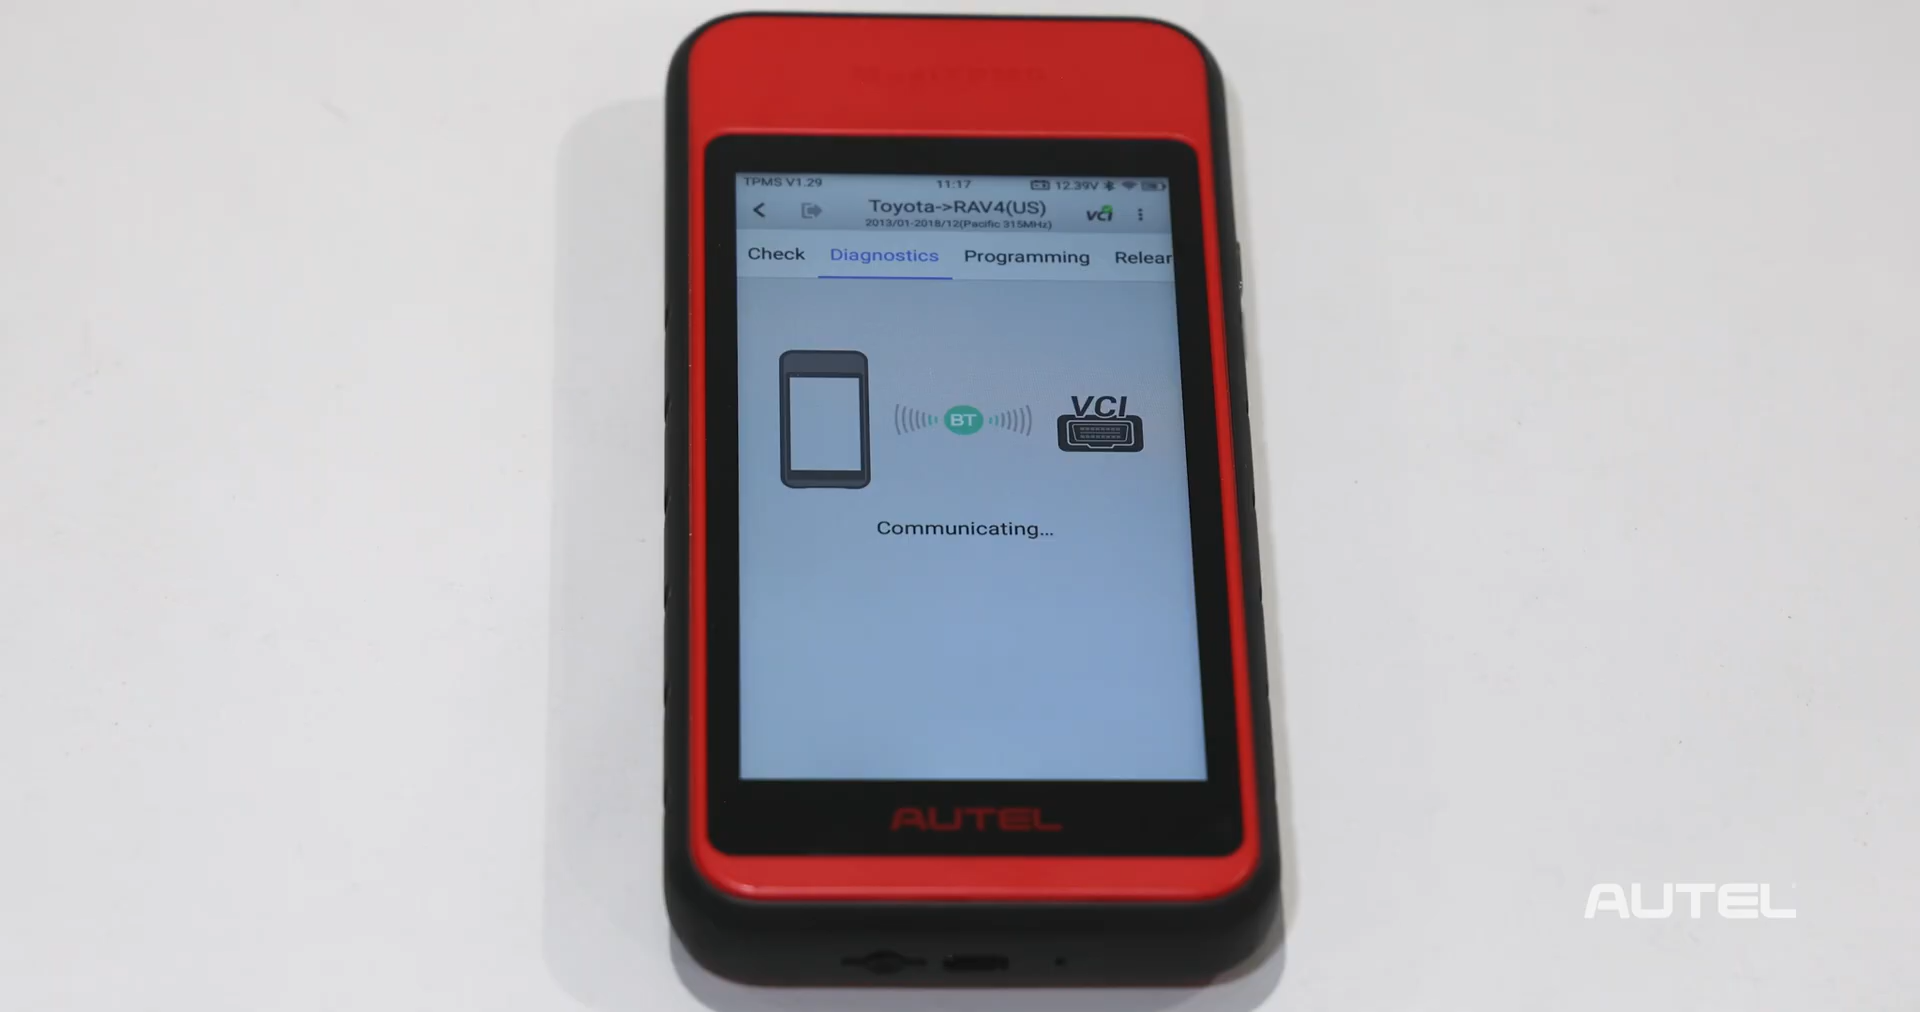 TPMS V1.29 11:17 12.39V
Toyota->RAV4(US) VCI
2013/01-2018/12(Pacific 315MHz)
Check Diagnostics Programming Relear
BT VCI
Communicating...
AUTEL
AUTEL